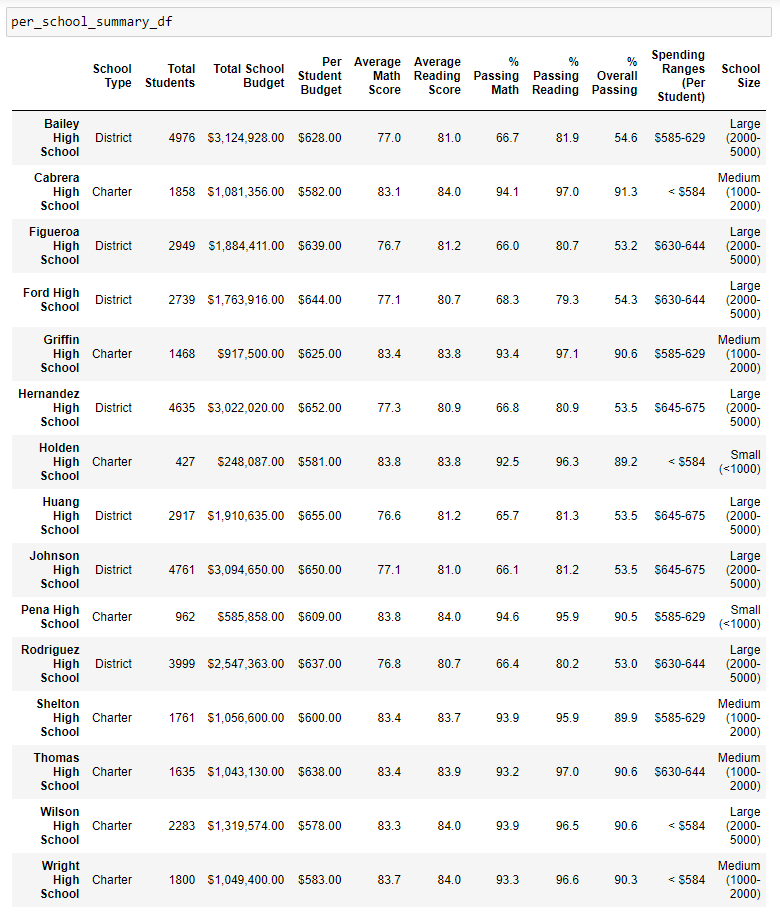 per_school_summary_df
School Type Total Students Total School Budget Per Student Budget Average Math Score Average Reading Score % Passing Math % Passing Reading % Overall Passing Spending Ranges (Per Student) School Size
Bailey High School District 4976 $3,124,928.00 $628.00 77.0 81.0 66.7 81.9 54.6 $585-629 Large (2000-5000)
Cabrera High School Charter 1858 $1,081,356.00 $582.00 83.1 84.0 94.1 97.0 91.3 < $584 Medium (1000-2000)
Figueroa High School District 2949 $1,884,411.00 $639.00 76.7 81.2 66.0 80.7 53.2 $630-644 Large (2000-5000)
Ford High School District 2739 $1,763,916.00 $644.00 77.1 80.7 68.3 79.3 54.3 $630-644 Large (2000-5000)
Griffin High School Charter 1468 $917,500.00 $625.00 83.4 83.8 93.4 97.1 90.6 $585-629 Medium (1000-2000)
Hernandez High School District 4635 $3,022,020.00 $652.00 77.3 80.9 66.8 80.9 53.5 $645-675 Large (2000-5000)
Holden High School Charter 427 $248,087.00 $581.00 83.8 83.8 92.5 96.3 89.2 < $584 Small (<1000)
Huang High School District 2917 $1,910,635.00 $655.00 76.6 81.2 65.7 81.3 53.5 $645-675 Large (2000-5000)
Johnson High School District 4761 $3,094,650.00 $650.00 77.1 81.0 66.1 81.2 53.5 $645-675 Large (2000-5000)
Pena High School Charter 962 $585,858.00 $609.00 83.8 84.0 94.6 95.9 90.5 $585-629 Small (<1000)
Rodriguez High School District 3999 $2,547,363.00 $637.00 76.8 80.7 66.4 80.2 53.0 $630-644 Large (2000-5000)
Shelton High School Charter 1761 $1,056,600.00 $600.00 83.4 83.7 93.9 95.9 89.9 $585-629 Medium (1000-2000)
Thomas High School Charter 1635 $1,043,130.00 $638.00 83.4 83.9 93.2 97.0 90.6 $630-644 Medium (1000-2000)
Wilson High School Charter 2283 $1,319,574.00 $578.00 83.3 84.0 93.9 96.5 90.6 < $584 Large (2000-5000)
Wright High School Charter 1800 $1,049,400.00 $583.00 83.7 84.0 93.3 96.6 90.3 < $584 Medium (1000-2000)